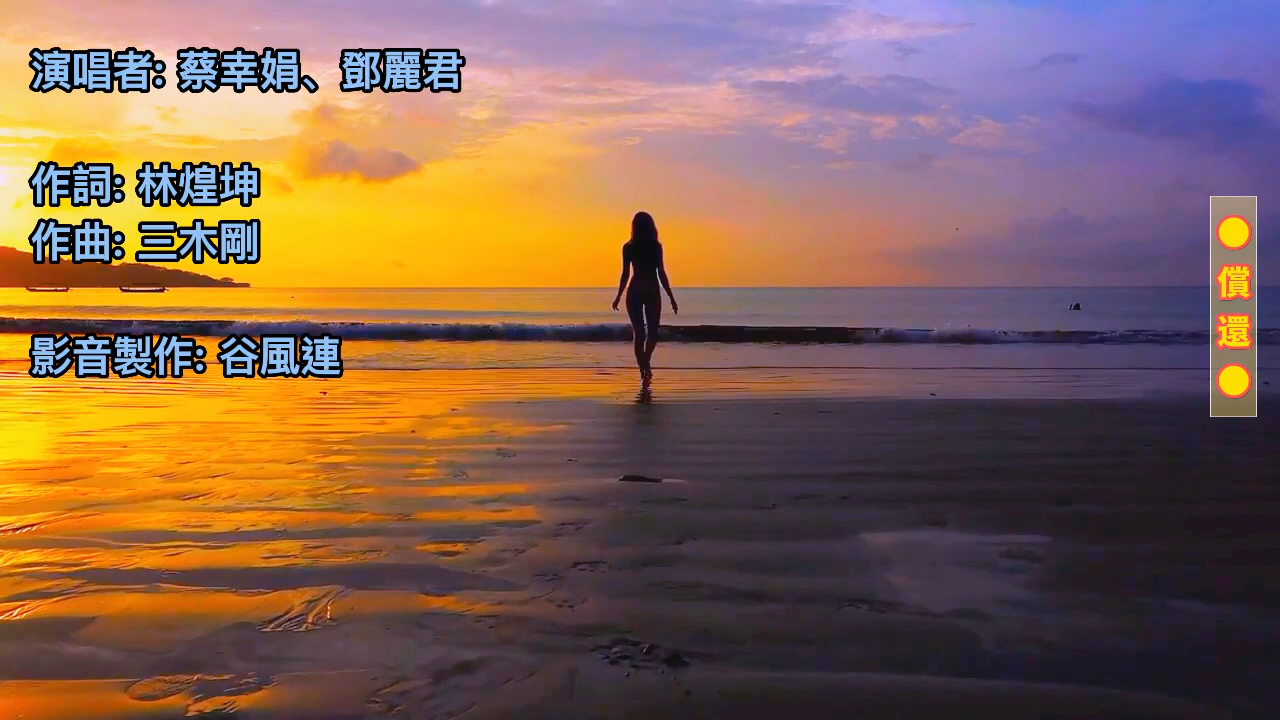 演唱者: 蔡幸娟、鄧麗君
作詞: 林煌坤
作曲: 三木剛
影音製作: 谷風連
●償還●